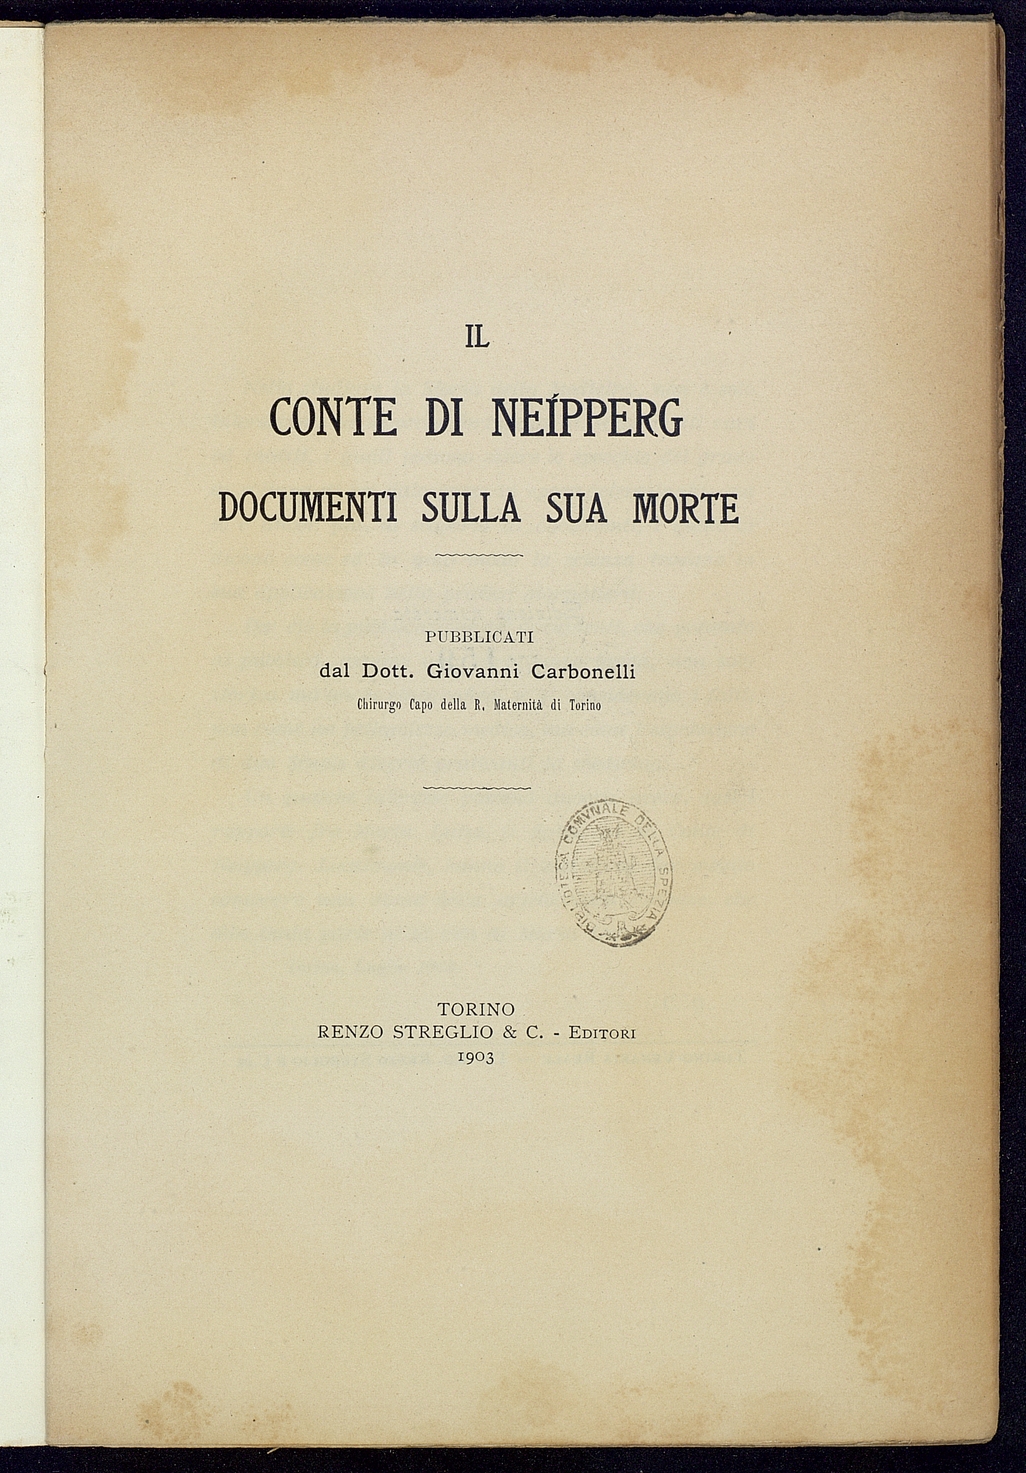 IL
CONTE DI NEÍPPERG
DOCUMENTI SULLA SUA MORTE
PUBBLICATI
dal Dott. Giovanni Carbonelli
Chirurgo Capo della R. Maternità di Torino
BIBLIOTECA COMVNALE DELLA SPEZIA
TORINO
RENZO STREGLIO & C. - EDITORI
1903